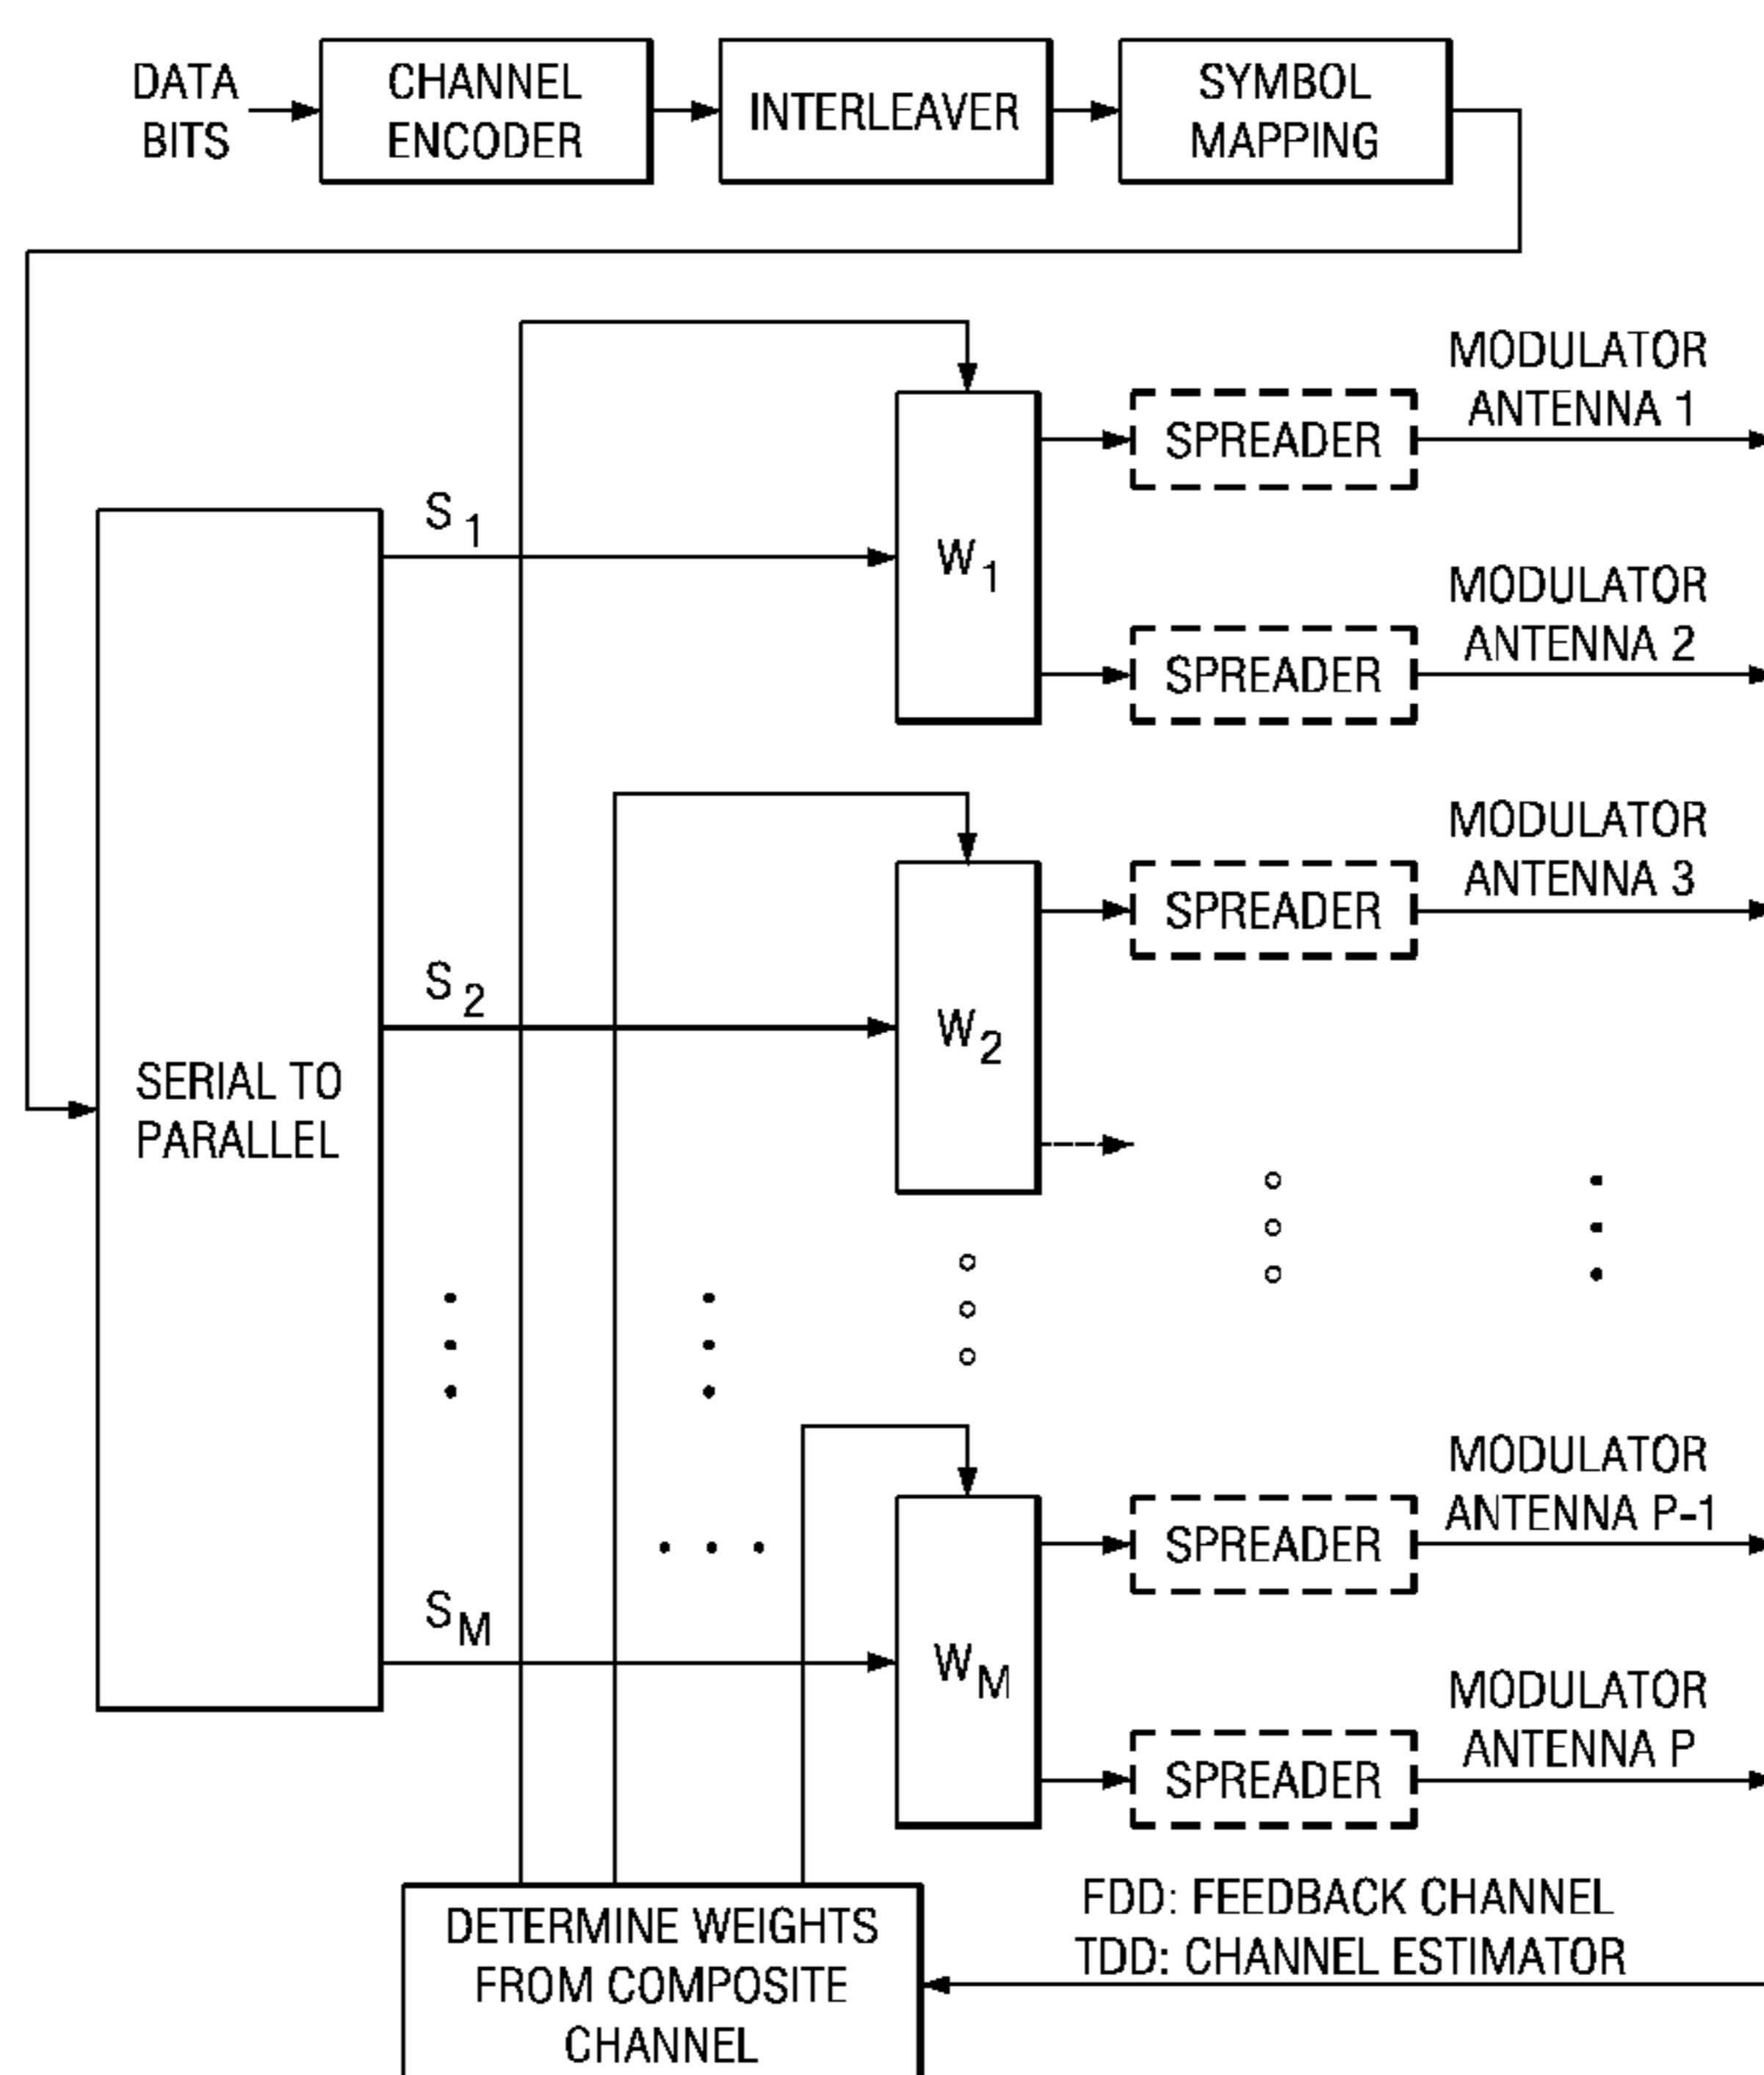 DATA
BITS
CHANNEL
ENCODER
INTERLEAVER
SYMBOL
MAPPING
MODULATOR
ANTENNA 1
SPREADER
S1
W1
MODULATOR
ANTENNA 2
SPREADER
MODULATOR
ANTENNA 3
SPREADER
S2
W2
SERIAL TO
PARALLEL
MODULATOR
ANTENNA P-1
SPREADER
SM
WM
MODULATOR
ANTENNA P
SPREADER
DETERMINE WEIGHTS
FROM COMPOSITE
CHANNEL
FDD: FEEDBACK CHANNEL
TDD: CHANNEL ESTIMATOR